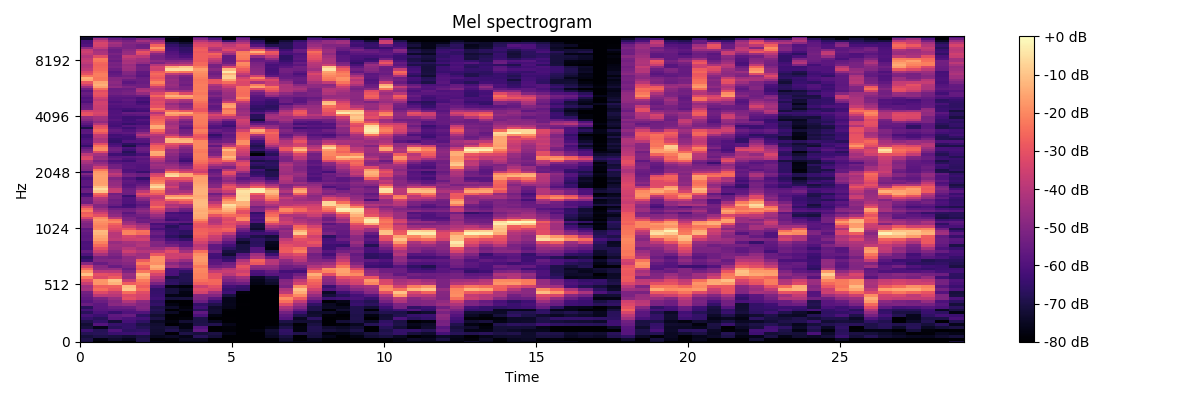 Mel spectrogram
8192
4096
2048
1024
512
0
Hz
0 5 10 15 20 25
Time
+0 dB
-10 dB
-20 dB
-30 dB
-40 dB
-50 dB
-60 dB
-70 dB
-80 dB